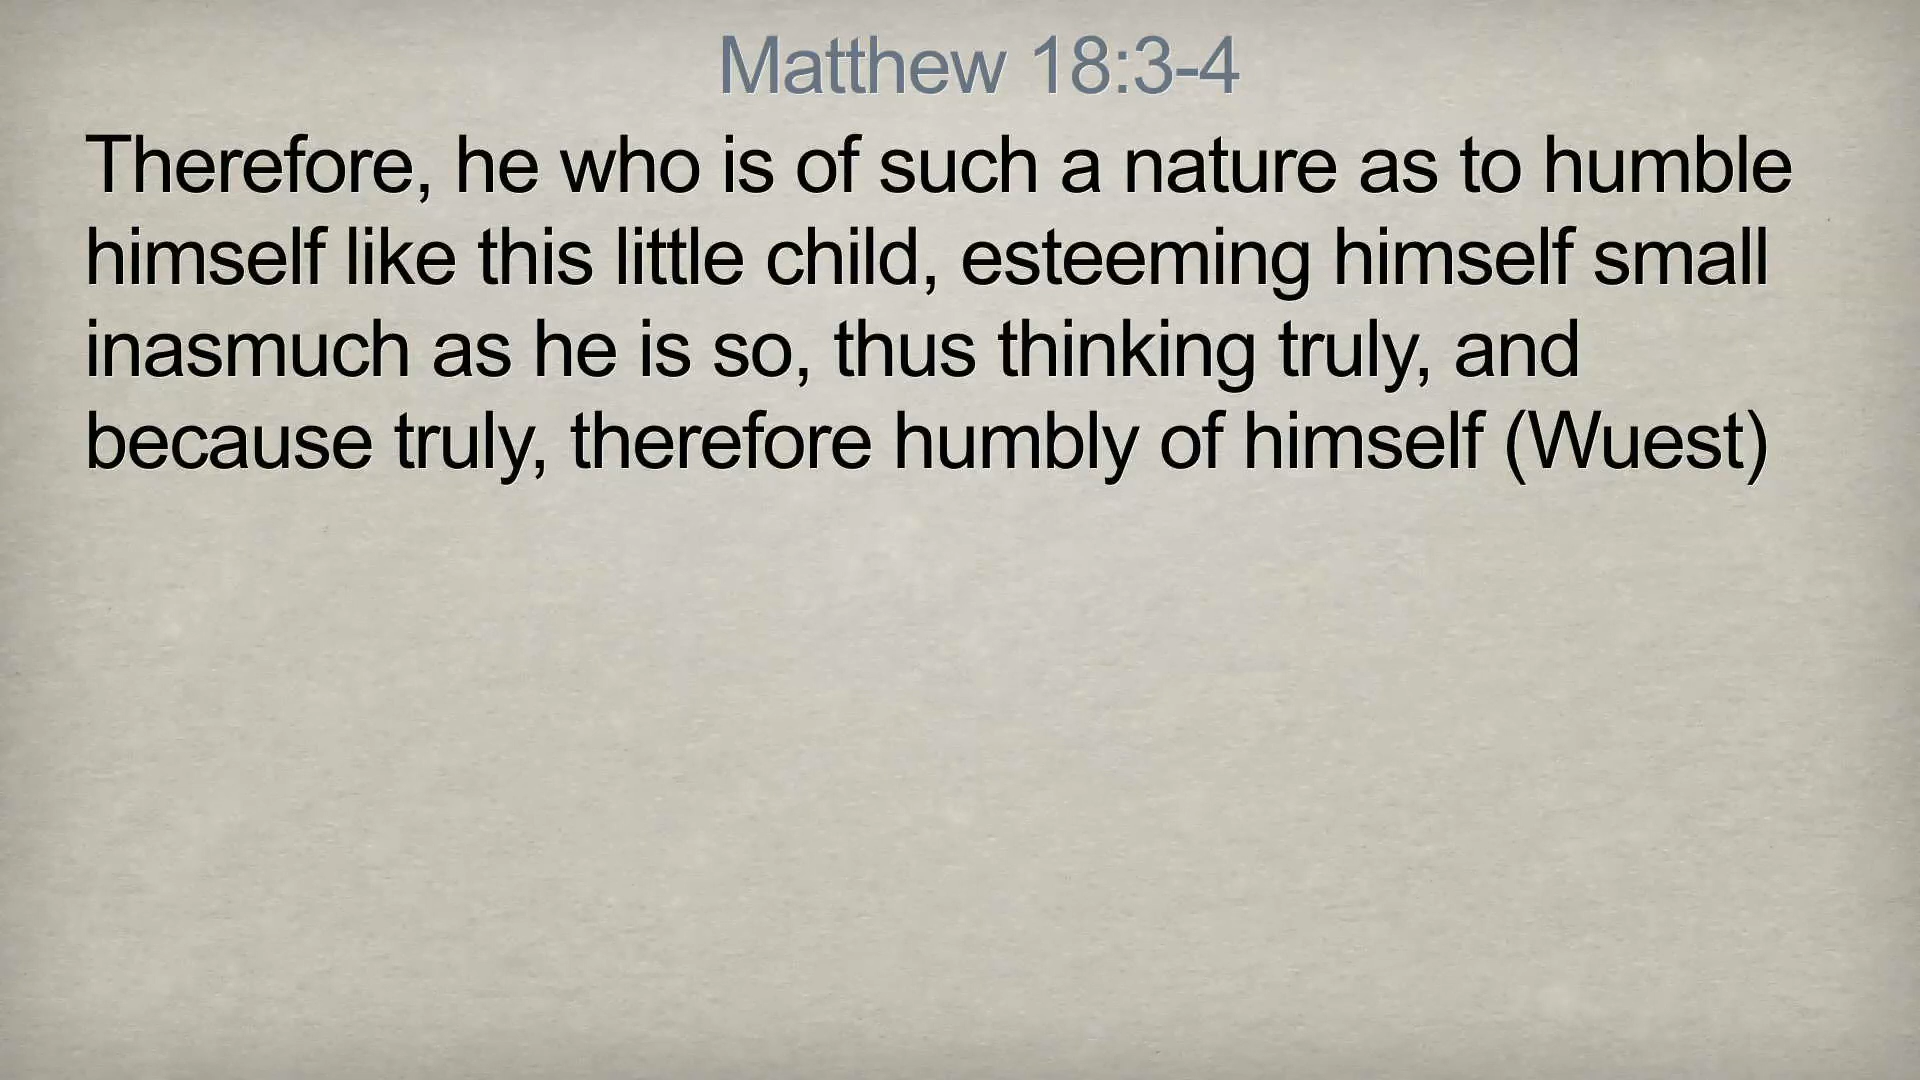 Matthew 18:3-4
Therefore, he who is of such a nature as to humble
himself like this little child, esteeming himself small
inasmuch as he is so, thus thinking truly, and
because truly, therefore humbly of himself (Wuest)